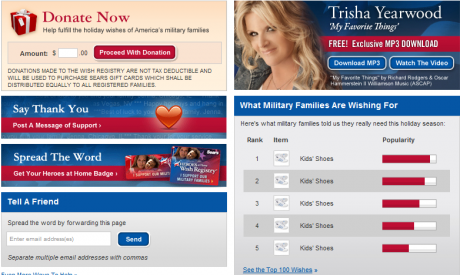 Donate Now
Help fulfill the holiday wishes of America's military families
Amount: $ .00 Proceed With Donation
DONATIONS MADE TO THE WISH REGISTRY ARE NOT TAX DEDUCTIBLE AND
WILL BE USED TO PURCHASE SEARS GIFT CARDS WHICH SHALL BE
DISTRIBUTED EQUALLY TO ALL REGISTERED FAMILIES.
Say Thank You
Post A Message of Support ›
Spread The Word
Get Your Heroes at Home Badge ›
Wish Registry
I SUPPORT
OUR MILITARY
FAMILIES
Tell A Friend
Spread the word by forwarding this page
Enter email address(es) Send
Separate multiple email addresses with commas
Even More Ways To Help »
Trisha Yearwood
'My Favorite Things'
FREE! Exclusive MP3 DOWNLOAD
Download MP3 Watch The Video
"My Favorite Things" by Richard Rodgers & Oscar
Hammerstein II Williamson Music (ASCAP)
What Military Families Are Wishing For
Here's what military families told us they really need this holiday season:
Rank Item Popularity
1 Kids' Shoes
2 Kids' Shoes
3 Kids' Shoes
4 Kids' Shoes
5 Kids' Shoes
See the Top 100 Wishes »